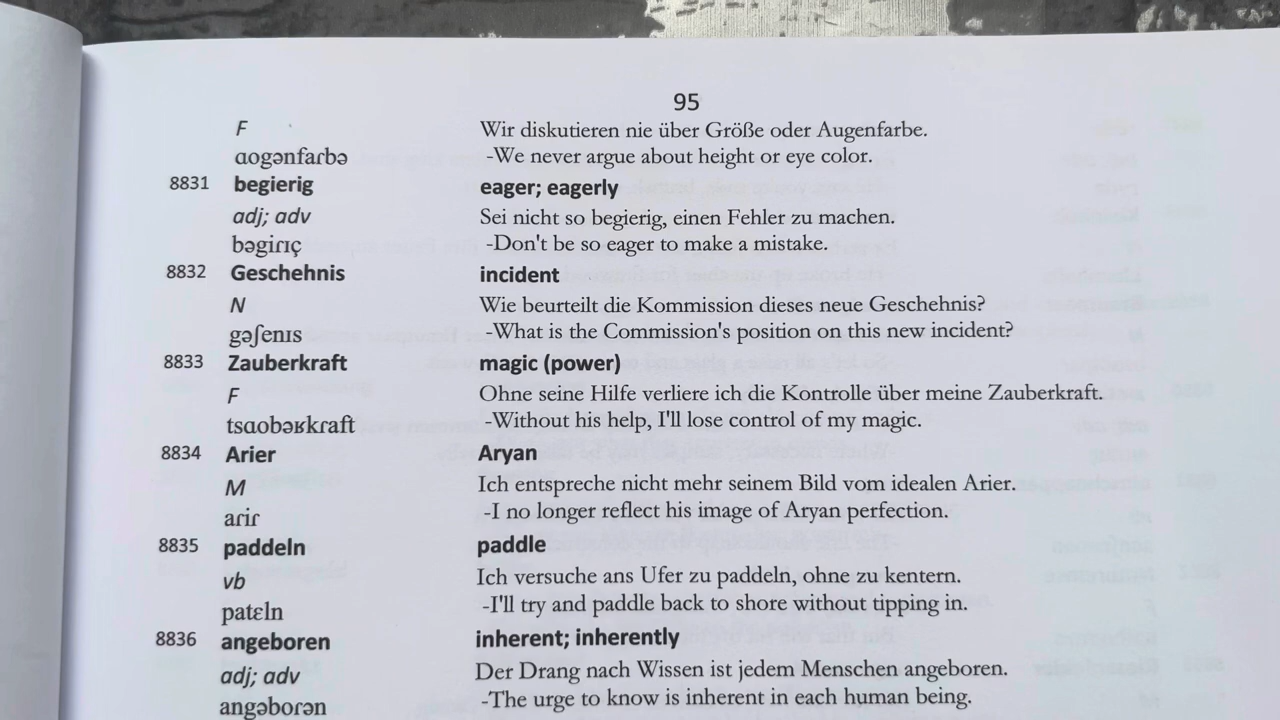 95
F Wir diskutieren nie über Größe oder Augenfarbe.
ɑogənfaɾbə -We never argue about height or eye color.
8831 begierig eager; eagerly
adj; adv Sei nicht so begierig, einen Fehler zu machen.
bəgiɾɪç -Don't be so eager to make a mistake.
8832 Geschehnis incident
N Wie beurteilt die Kommission dieses neue Geschehnis?
gəʃenɪs -What is the Commission's position on this new incident?
8833 Zauberkraft magic (power)
F Ohne seine Hilfe verliere ich die Kontrolle über meine Zauberkraft.
tsɑobəʁkraft -Without his help, I'll lose control of my magic.
8834 Arier Aryan
M Ich entspreche nicht mehr seinem Bild vom idealen Arier.
aɾiɾ -I no longer reflect his image of Aryan perfection.
8835 paddeln paddle
vb Ich versuche ans Ufer zu paddeln, ohne zu kentern.
patɛln -I'll try and paddle back to shore without tipping in.
8836 angeboren inherent; inherently
adj; adv Der Drang nach Wissen ist jedem Menschen angeboren.
angəboɾən -The urge to know is inherent in each human being.